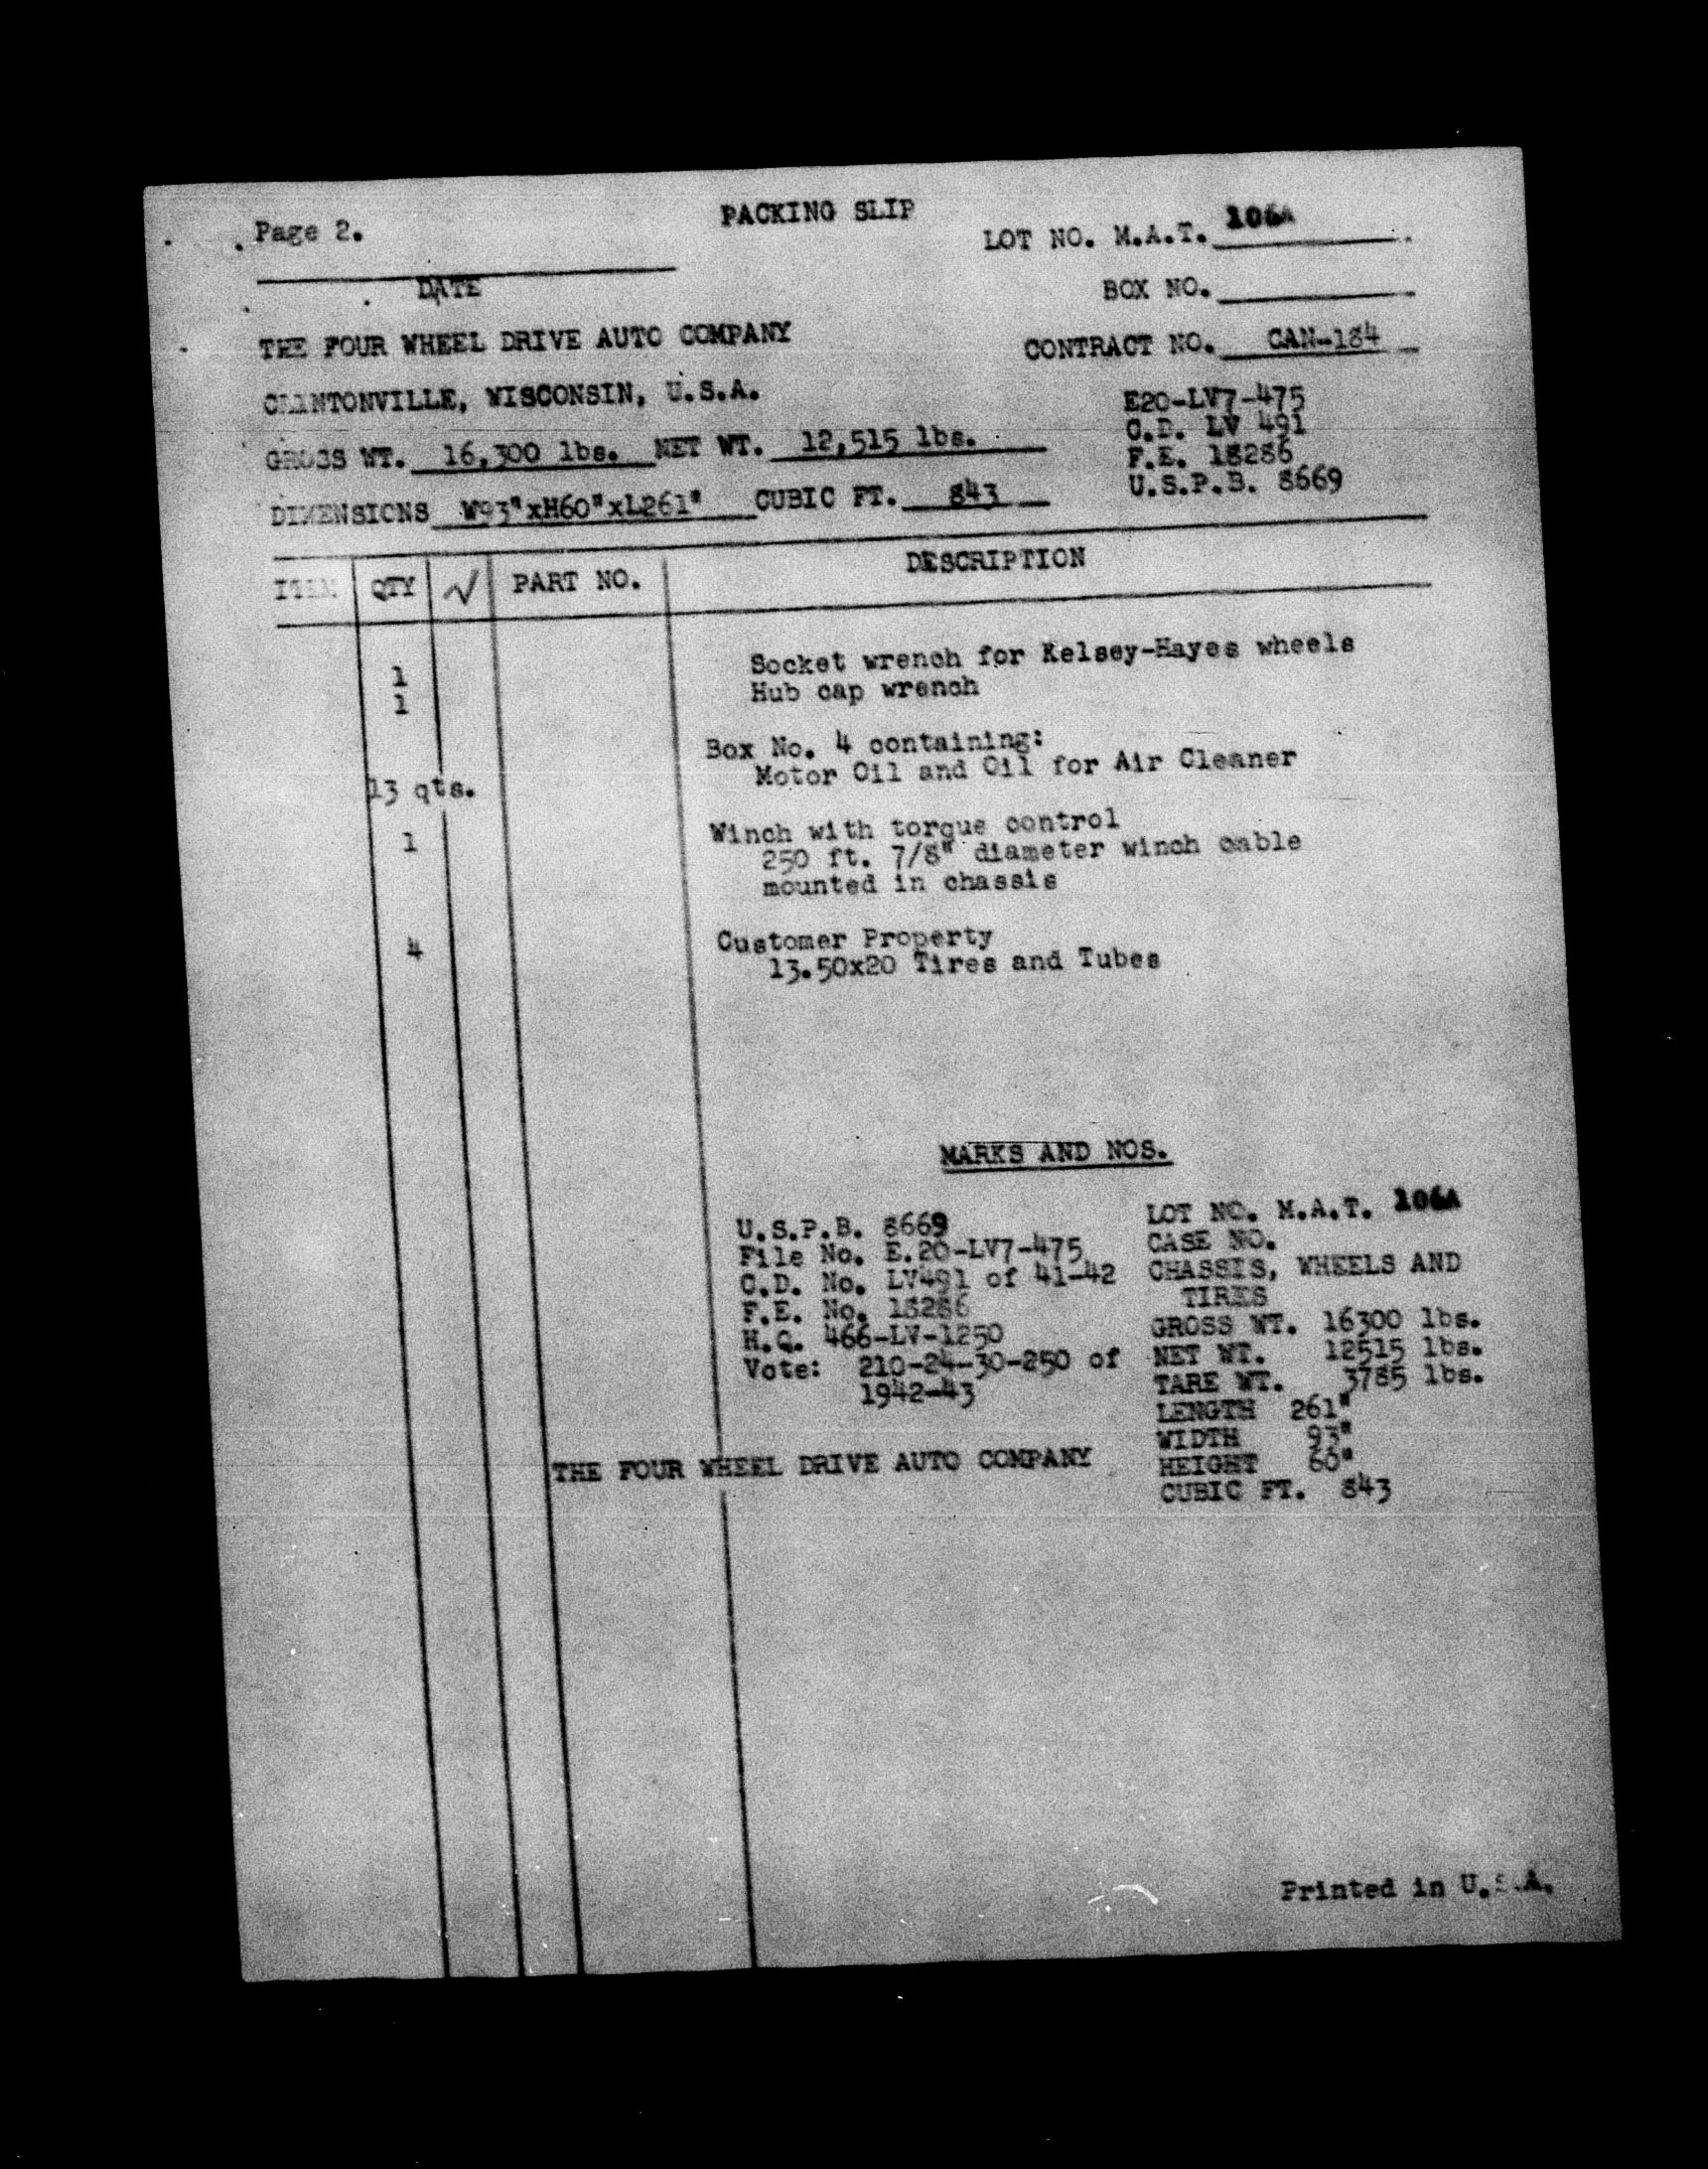 Page 2.
PACKING SLIP
LOT NO. M.A.T. 106A
DATE
BOX NO.
THE FOUR WHEEL DRIVE AUTO COMPANY
CONTRACT NO. CAN-184
CLINTONVILLE, WISCONSIN, U.S.A.
E20-LV7-475
C.D. LV 491
GROSS WT. 16,300 lbs. NET WT. 12,515 lbs.
F.E. 18286
U.S.P.B. 8669
DIMENSIONS W93"xH60"xL261" CUBIC FT. 843
ITEM QTY √ PART NO. DESCRIPTION
1 Socket wrench for Kelsey-Hayes wheels
1 Hub cap wrench
Box No. 4 containing:
13 qts. Motor Oil and Oil for Air Cleaner
1 Winch with torque control
250 ft. 7/8" diameter winch cable
mounted in chassis
4 Customer Property
13.50x20 Tires and Tubes
MARKS AND NOS.
U.S.P.B. 8669
File No. E.20-LV7-475
C.D. No. LV491 of 41-42
F.E. No. 18286
H.Q. 466-LV-1250
Vote: 210-24-30-250 of
1942-43
LOT NO. M.A.T. 106A
CASE NO.
CHASSIS, WHEELS AND
TIRES
GROSS WT. 16300 lbs.
NET WT. 12515 lbs.
TARE WT. 3785 lbs.
LENGTH 261"
WIDTH 93"
HEIGHT 60"
CUBIC FT. 843
THE FOUR WHEEL DRIVE AUTO COMPANY
Printed in U.S.A.